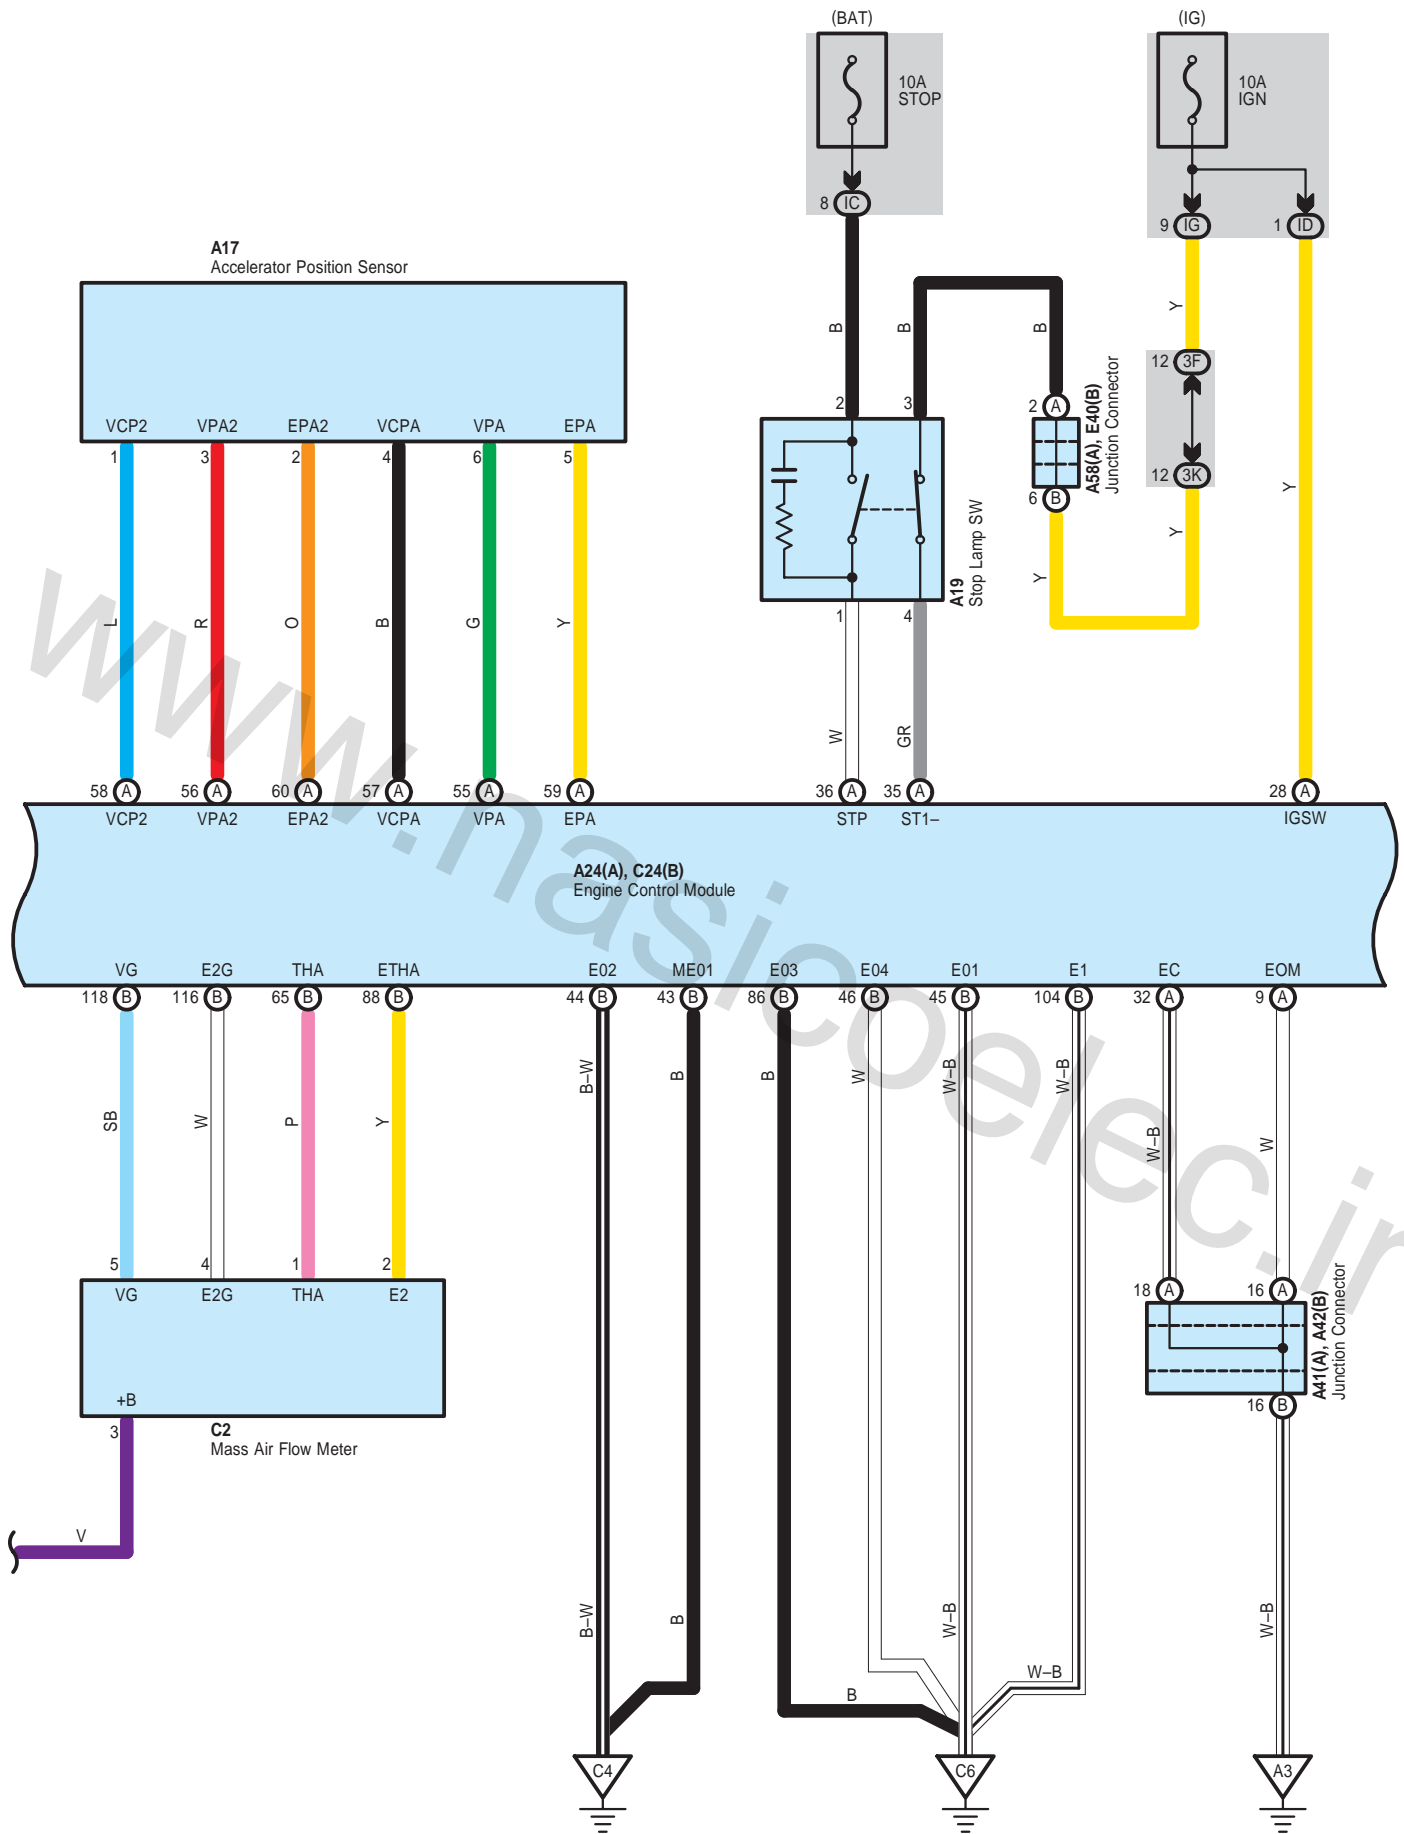 (BAT)
(IG)
10A
STOP
10A
IGN
8 IC
9 IG
1 ID
A17
Accelerator Position Sensor
B
B
B
Y
12 3F
VCP2 VPA2 EPA2 VCPA VPA EPA
1 3 2 4 6 5
2 3
2 A
A58(A), E40(B)
Junction Connector
6 B
12 3K
Y
Y
Y
A19
Stop Lamp SW
1 4
L R O B G Y
W GR
58 A 56 A 60 A 57 A 55 A 59 A 36 A 35 A 28 A
VCP2 VPA2 EPA2 VCPA VPA EPA STP ST1– IGSW
A24(A), C24(B)
Engine Control Module
VG E2G THA ETHA E02 ME01 E03 E04 E01 E1 EC EOM
118 B 116 B 65 B 88 B 44 B 43 B 86 B 46 B 45 B 104 B 32 A 9 A
B–W B B W W–B W–B
SB W P Y
W–B W
5 4 1 2
VG E2G THA E2
18 A 16 A
A41(A), A42(B)
Junction Connector
+B
3
16 B
C2
Mass Air Flow Meter
V
B–W B W–B W–B
W–B
B
C4 C6 A3
www.nasicoelec.ir